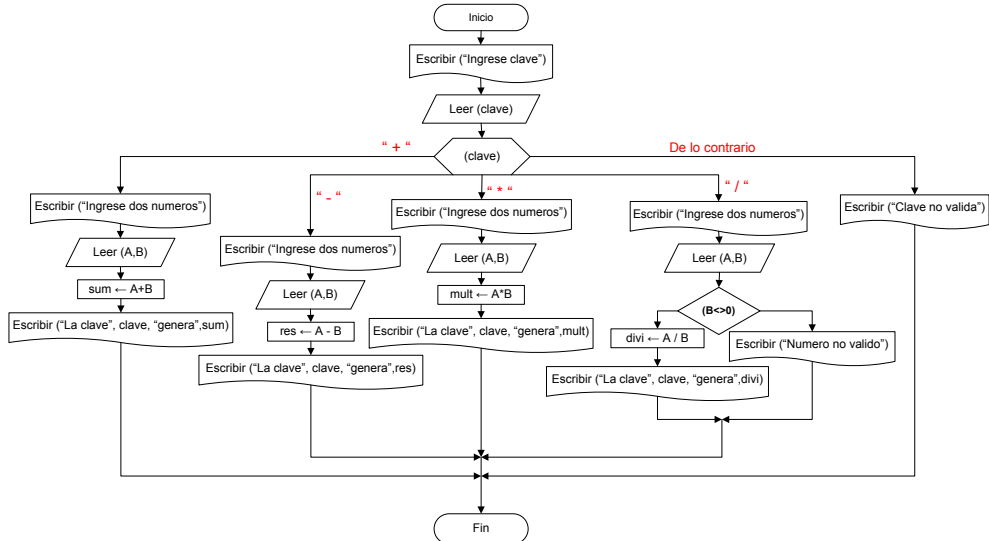 Inicio
Escribir (“Ingrese clave”)
Leer (clave)
(clave)
“ + “
“ - “
“ * “
“ / “
De lo contrario
Escribir (“Ingrese dos numeros”)
Leer (A,B)
sum ← A+B
Escribir (“La clave”, clave, “genera”,sum)
Escribir (“Ingrese dos numeros”)
Leer (A,B)
res ← A - B
Escribir (“La clave”, clave, “genera”,res)
Escribir (“Ingrese dos numeros”)
Leer (A,B)
mult ← A*B
Escribir (“La clave”, clave, “genera”,mult)
Escribir (“Ingrese dos numeros”)
Leer (A,B)
(B<>0)
divi ← A / B
Escribir (“La clave”, clave, “genera”,divi)
Escribir (“Numero no valido”)
Escribir (“Clave no valida”)
Fin